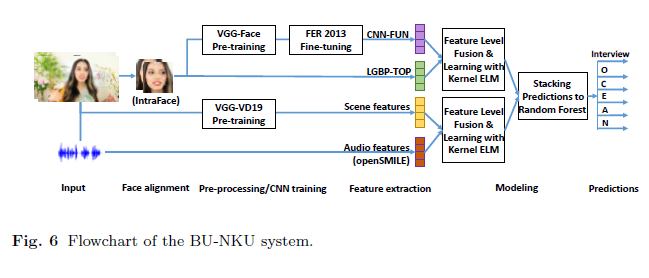 VGG-Face
Pre-training
FER 2013
Fine-tuning
CNN-FUN
LGBP-TOP
(IntraFace)
VGG-VD19
Pre-training
Scene features
Audio features
(openSMILE)
Feature Level
Fusion &
Learning with
Kernel ELM
Feature Level
Fusion &
Learning with
Kernel ELM
Stacking
Predictions to
Random Forest
Interview
O
C
E
A
N
Input
Face alignment
Pre-processing/CNN training
Feature extraction
Modeling
Predictions
Fig. 6 Flowchart of the BU-NKU system.